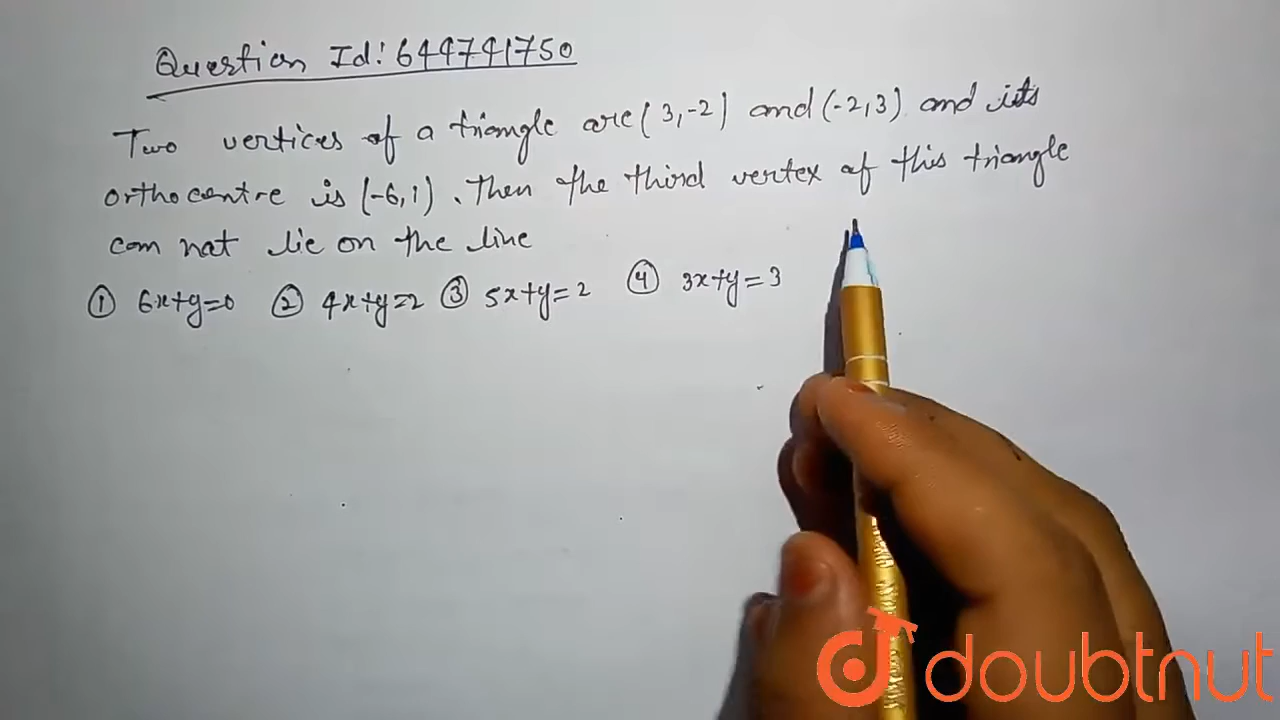 Question Id: 644741750
Two vertices of a triangle are (3,-2) and (-2,3) and its
orthocentre is (-6,1). Then the third vertex of this triangle
can not lie on the line
① 6x+y=0 ② 4x+y=2 ③ 5x+y=2 ④ 3x+y=3
doubtnut